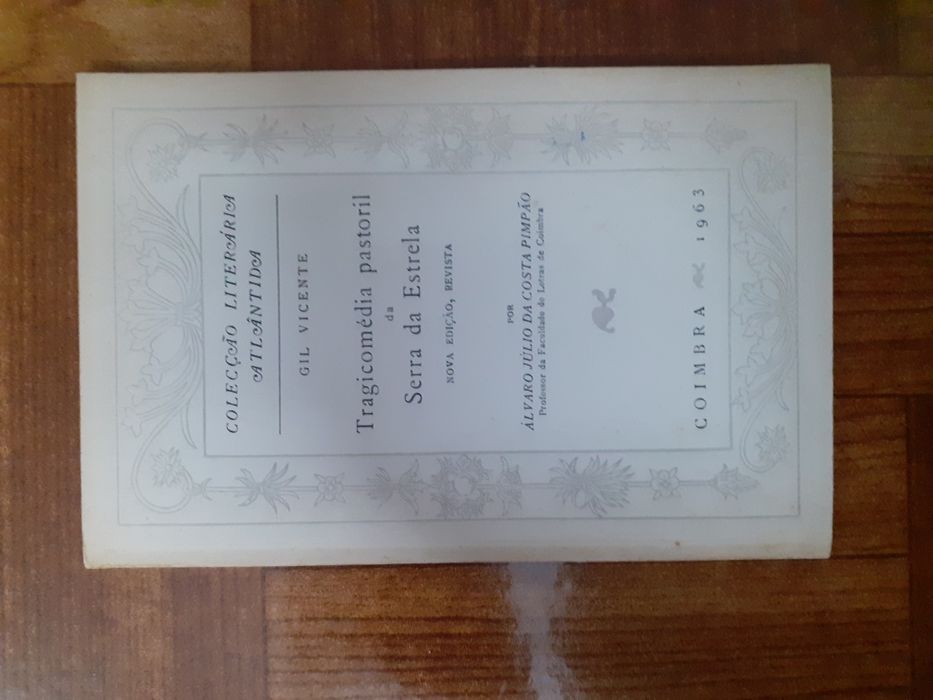 COLECÇÃO LITERÁRIA
ATLÂNTIDA
GIL VICENTE
Tragicomédia pastoril
da
Serra da Estrela
NOVA EDIÇÃO, REVISTA
POR
ÁLVARO JÚLIO DA COSTA PIMPÃO
Professor da Faculdade de Letras de Coimbra
COIMBRA 1963